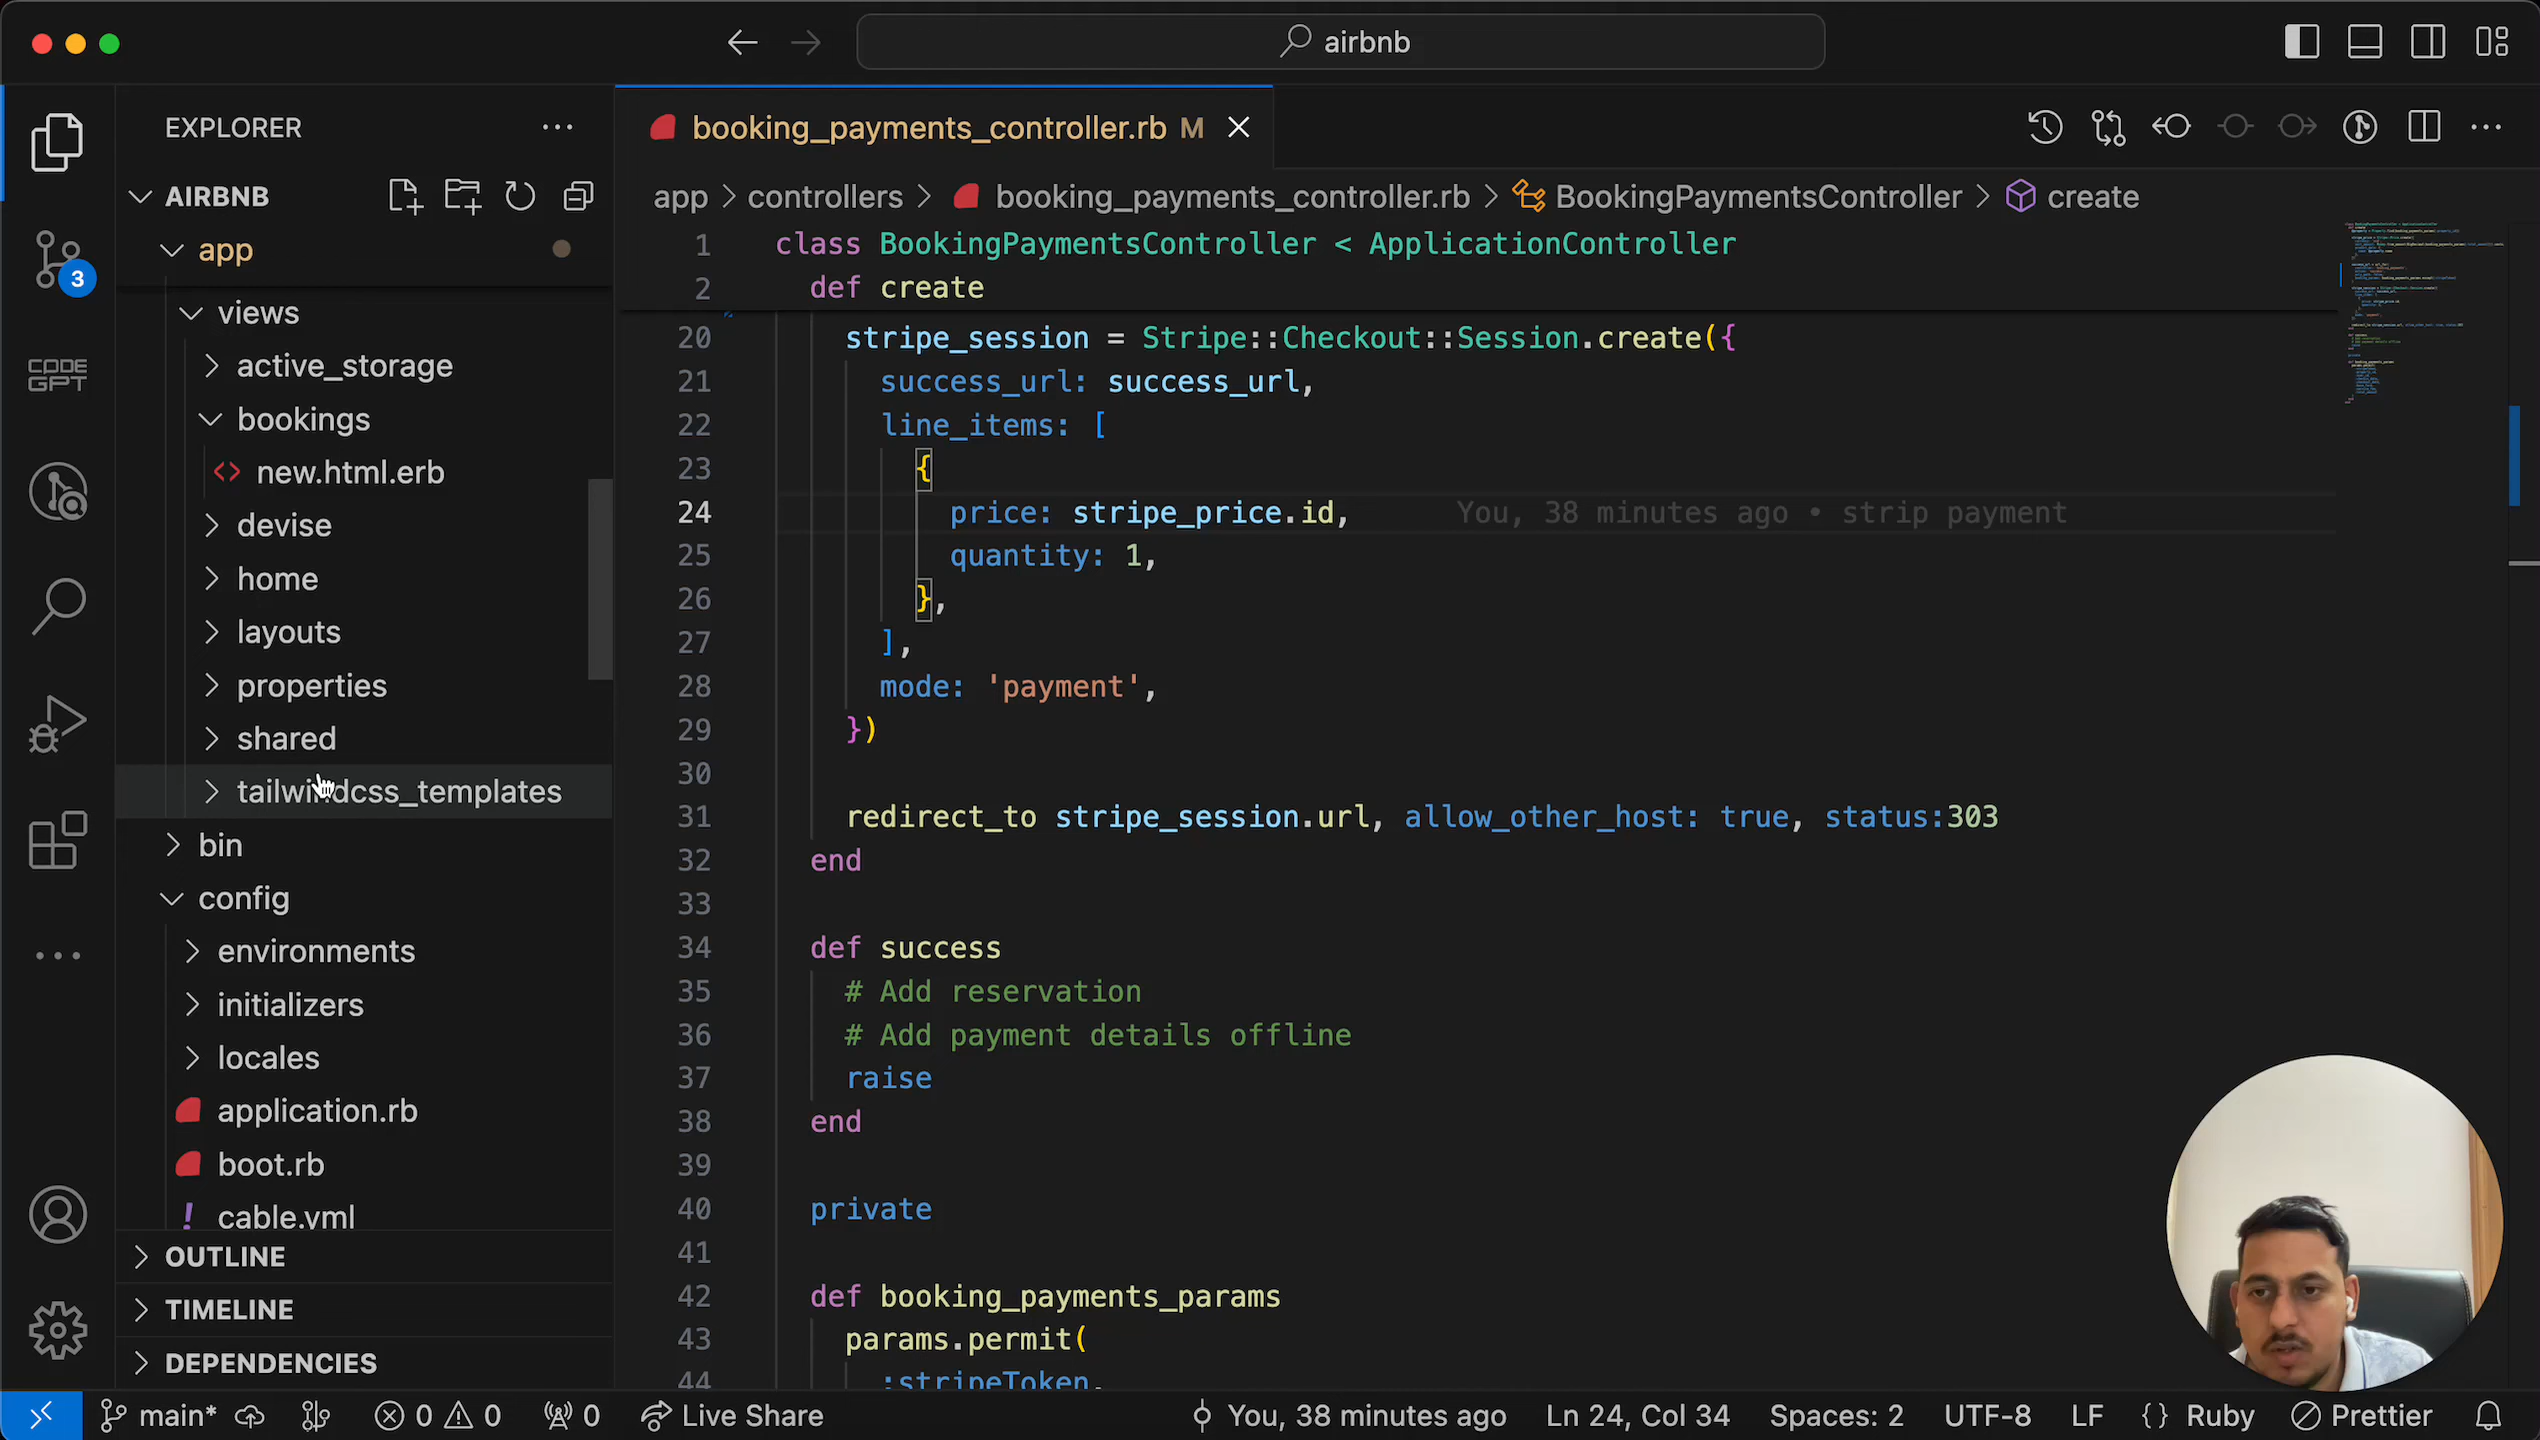 airbnb
EXPLORER
booking_payments_controller.rb M
AIRBNB
app > controllers > booking_payments_controller.rb > BookingPaymentsController > create
app
views
active_storage
bookings
new.html.erb
devise
home
layouts
properties
shared
tailwindcss_templates
bin
config
environments
initializers
locales
application.rb
boot.rb
cable.yml
OUTLINE
TIMELINE
DEPENDENCIES
3
CODE
GPT
1 class BookingPaymentsController < ApplicationController
2 def create
20 stripe_session = Stripe::Checkout::Session.create({
21 success_url: success_url,
22 line_items: [
23 {
24 price: stripe_price.id, You, 38 minutes ago • strip payment
25 quantity: 1,
26 },
27 ],
28 mode: 'payment',
29 })
30
31 redirect_to stripe_session.url, allow_other_host: true, status:303
32 end
33
34 def success
35 # Add reservation
36 # Add payment details offline
37 raise
38 end
39
40 private
41
42 def booking_payments_params
43 params.permit(
44 :stripeToken,
main* 0 0 0 Live Share You, 38 minutes ago Ln 24, Col 34 Spaces: 2 UTF-8 LF {} Ruby Prettier